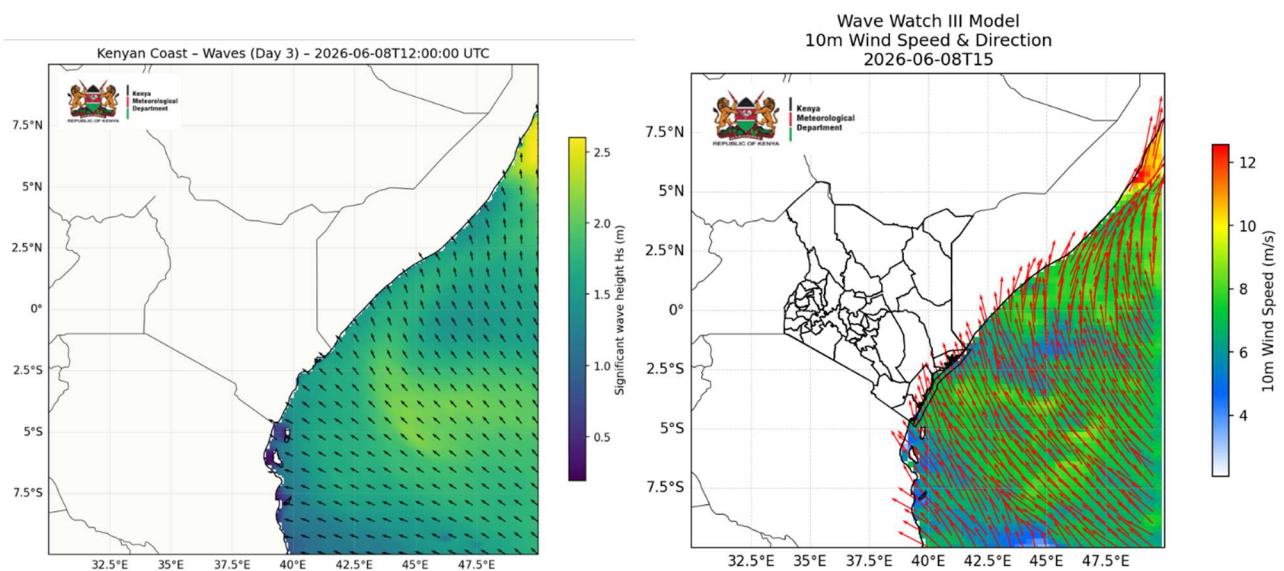 Kenyan Coast – Waves (Day 3) – 2026-06-08T12:00:00 UTC
Kenya
Meteorological
Department
REPUBLIC OF KENYA
7.5°N
5°N
2.5°N
0°
2.5°S
5°S
7.5°S
32.5°E 35°E 37.5°E 40°E 42.5°E 45°E 47.5°E
2.5
2.0
1.5
1.0
0.5
Significant wave height Hs (m)
Wave Watch III Model
10m Wind Speed & Direction
2026-06-08T15
Kenya
Meteorological
Department
REPUBLIC OF KENYA
7.5°N
5°N
2.5°N
0°
2.5°S
5°S
7.5°S
32.5°E 35°E 37.5°E 40°E 42.5°E 45°E 47.5°E
12
10
8
6
4
10m Wind Speed (m/s)